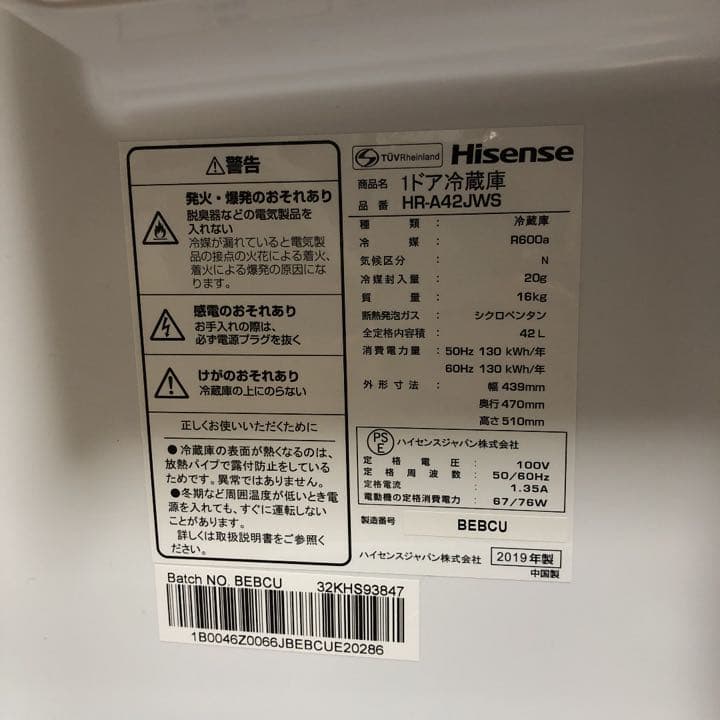 ⚠警告
発火・爆発のおそれあり
脱臭器などの電気製品を
入れない
冷媒が漏れていると電気製
品の接点の火花による着火、
着火による爆発の原因にな
ります。
感電のおそれあり
お手入れの際は、
必ず電源プラグを抜く
けがのおそれあり
冷蔵庫の上にのらない
正しくお使いいただくために
●冷蔵庫の表面が熱くなるのは、
放熱パイプで露付防止をしている
ためです。異常ではありません。
●冬期など周囲温度が低いとき電
源を入れても、すぐに運転しない
ことがあります。
詳しくは取扱説明書をご参照く
ださい。
TÜVRheinland Hisense
商品名 1ドア冷蔵庫
品番 HR-A42JWS
種類 : 冷蔵庫
冷媒 : R600a
気候区分 : N
冷媒封入量 : 20g
質量 : 16kg
断熱発泡ガス : シクロペンタン
全定格内容積 : 42 L
消費電力量 : 50Hz 130 kWh/年
60Hz 130 kWh/年
外形寸法 : 幅 439mm
奥行 470mm
高さ 510mm
PSE ハイセンスジャパン株式会社
定格電圧 : 100V
定格周波数 : 50/60Hz
定格電流 : 1.35A
電動機の定格消費電力 : 67/76W
製造番号 BEBCU
ハイセンスジャパン株式会社 2019年製
中国製
Batch NO. BEBCU 32KHS93847
1B0046Z0066JBEBCUE20286